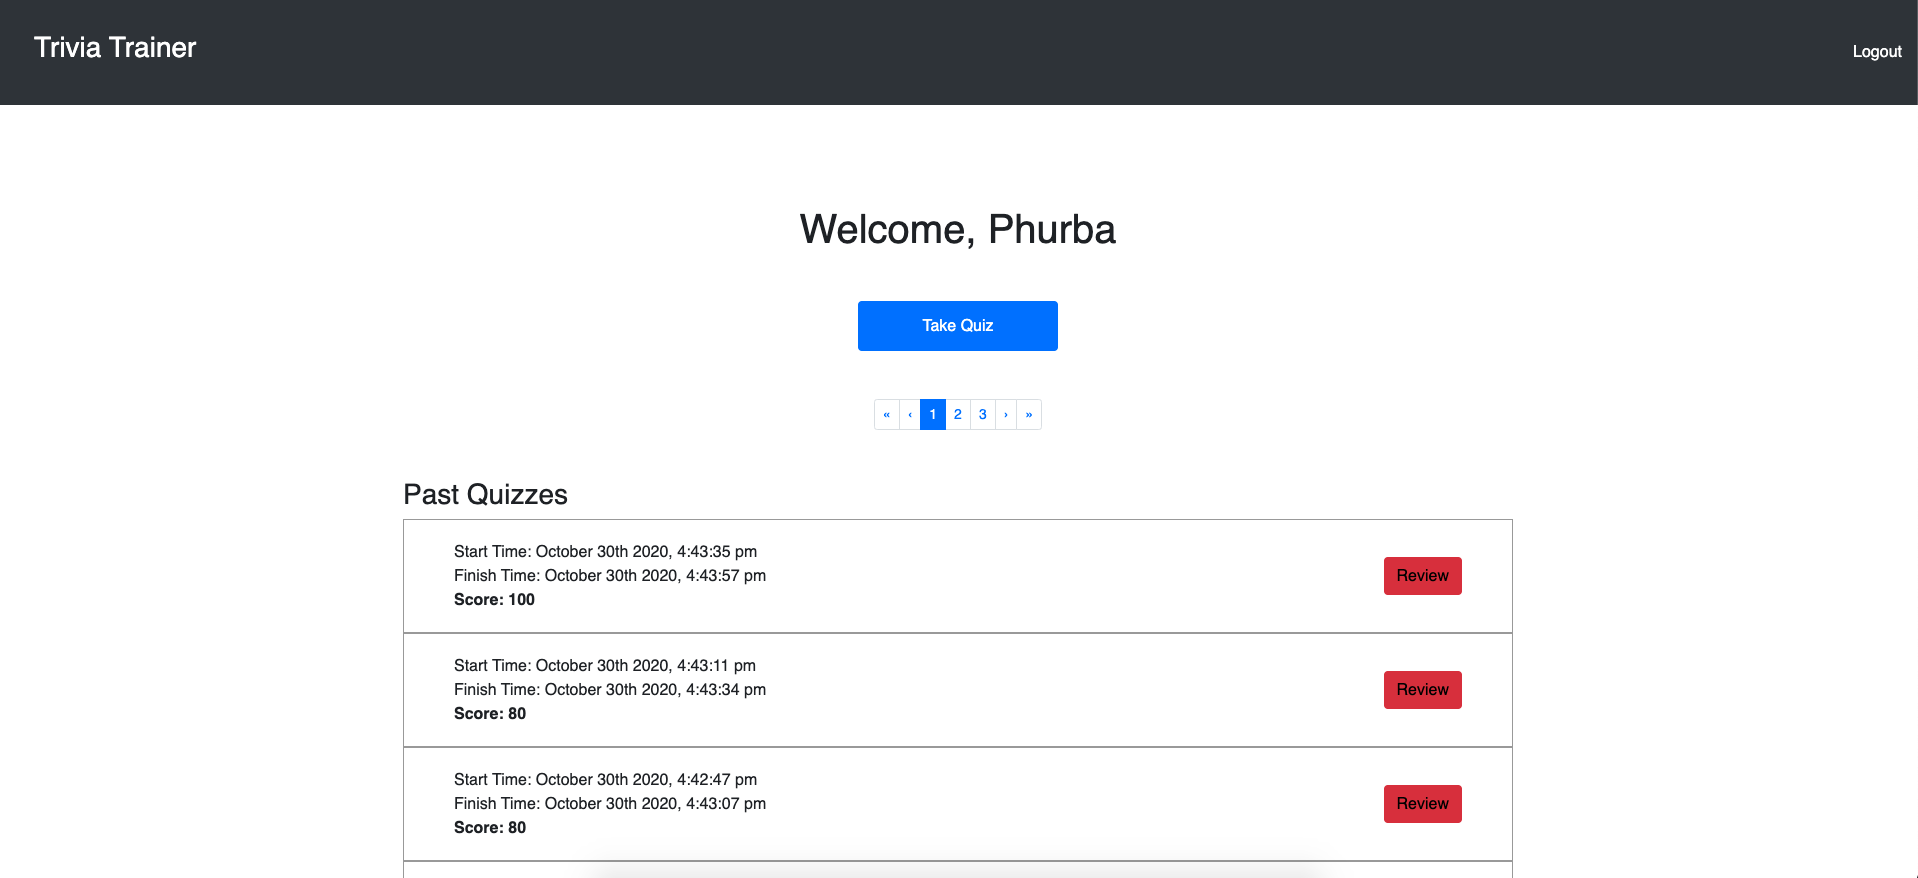 Trivia Trainer
Logout
Welcome, Phurba
Take Quiz
« ‹ 1 2 3 › »
Past Quizzes
Start Time: October 30th 2020, 4:43:35 pm
Finish Time: October 30th 2020, 4:43:57 pm
Score: 100
Review
Start Time: October 30th 2020, 4:43:11 pm
Finish Time: October 30th 2020, 4:43:34 pm
Score: 80
Review
Start Time: October 30th 2020, 4:42:47 pm
Finish Time: October 30th 2020, 4:43:07 pm
Score: 80
Review